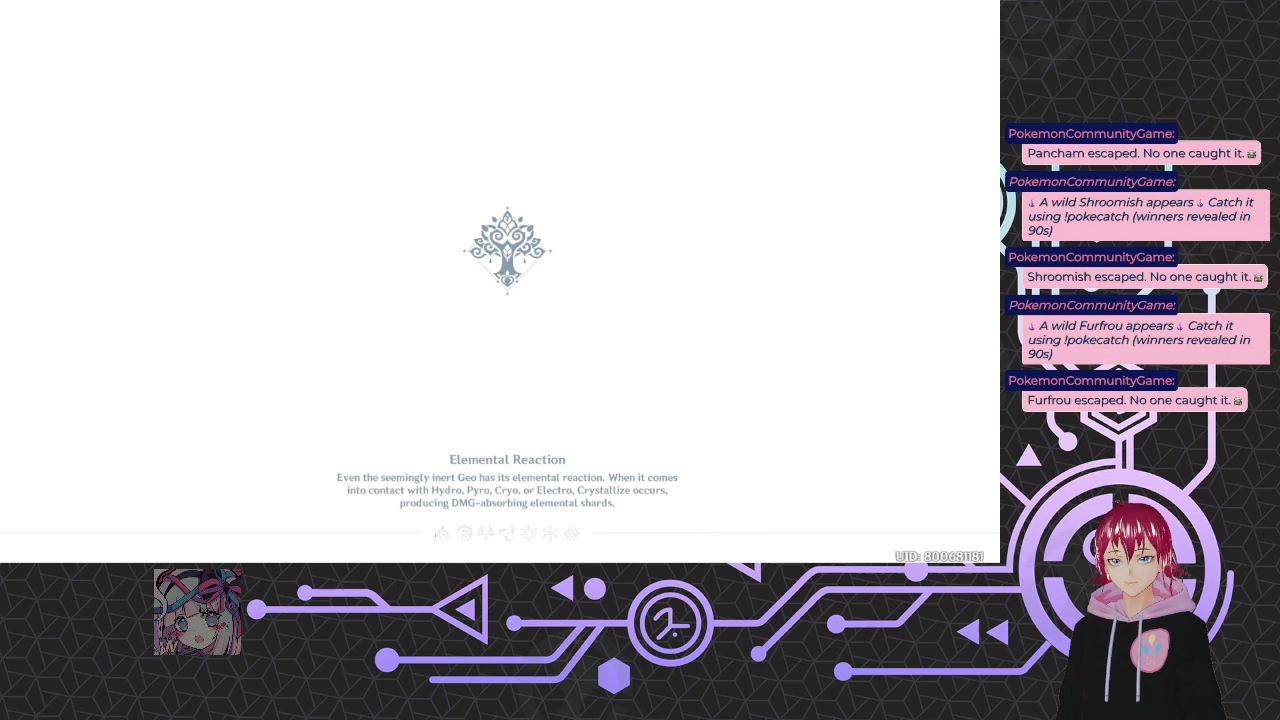 Elemental Reaction
Even the seemingly inert Geo has its elemental reaction. When it comes
into contact with Hydro, Pyro, Cryo, or Electro, Crystallize occurs,
producing DMG-absorbing elemental shards.
UID: 800681181
PokemonCommunityGame:
Pancham escaped. No one caught it.
PokemonCommunityGame:
A wild Shroomish appears Catch it
using !pokecatch (winners revealed in
90s)
PokemonCommunityGame:
Shroomish escaped. No one caught it.
PokemonCommunityGame:
A wild Furfrou appears Catch it
using !pokecatch (winners revealed in
90s)
PokemonCommunityGame:
Furfrou escaped. No one caught it.